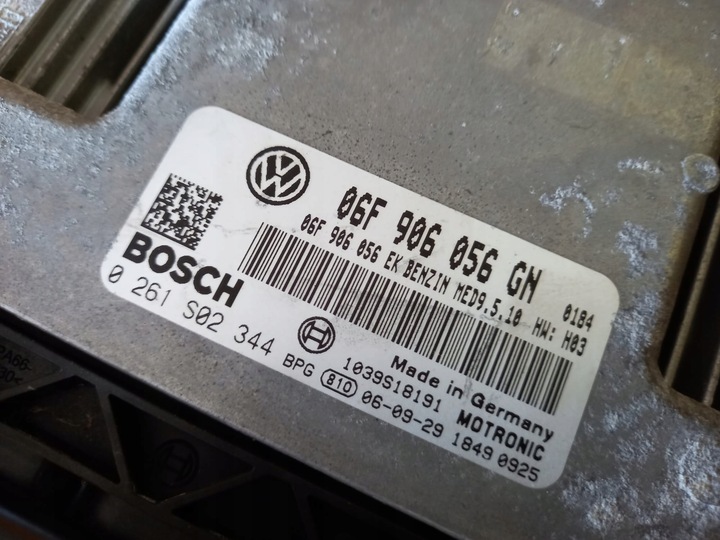 06F 906 056 GN
06F 906 056 EK BENZIN MED9.5.10 HW: H03
0184
BOSCH
0 261 S02 344
BPG 810
1039S18191
06-09-29
Made in Germany
MOTRONIC
1849 0925